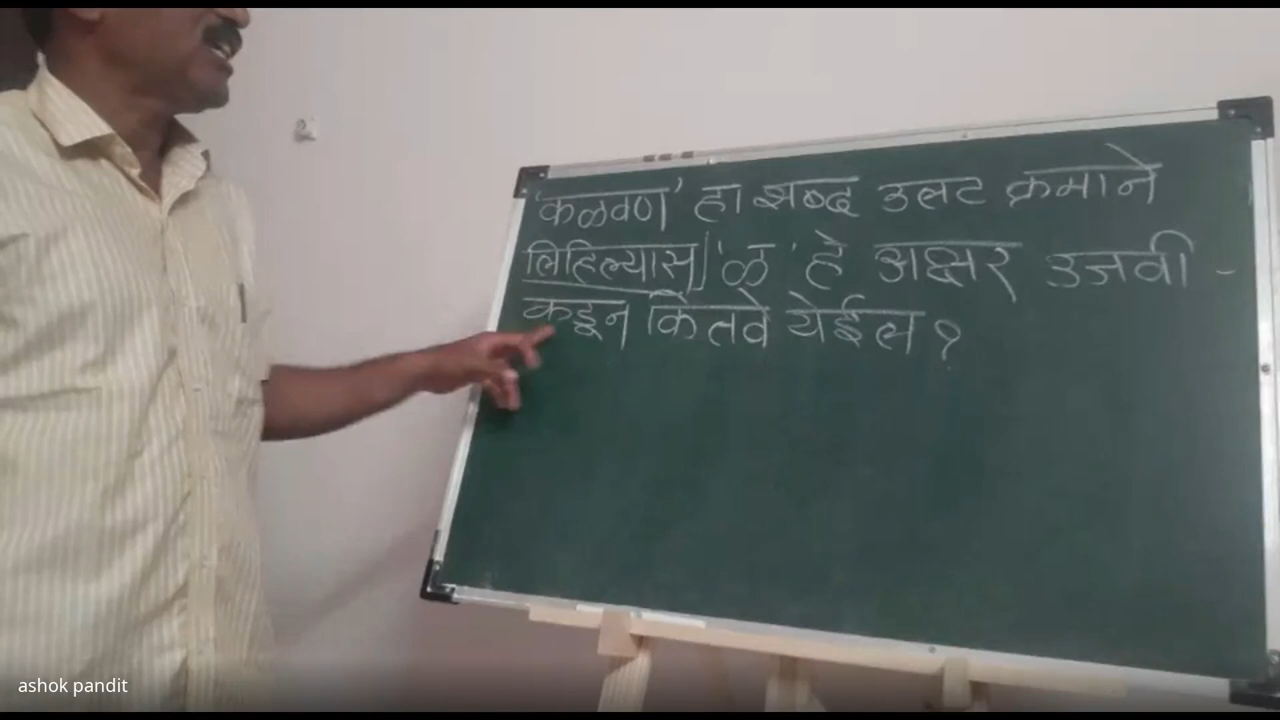 'कळवण' हा शब्द उलट क्रमाने
लिहिल्यास 'ळ' हे अक्षर उजवी -
कडून कितवे येईल ?
ashok pandit